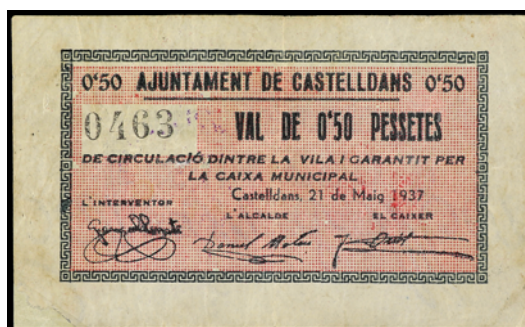 0'50 AJUNTAMENT DE CASTELLDANS 0'50
0463 VAL DE 0'50 PESSETES
DE CIRCULACIÓ DINTRE LA VILA I GARANTIT PER
LA CAIXA MUNICIPAL
Castelldans, 21 de Maig 1937
L'INTERVENTOR L'ALCALDE EL CAIXER